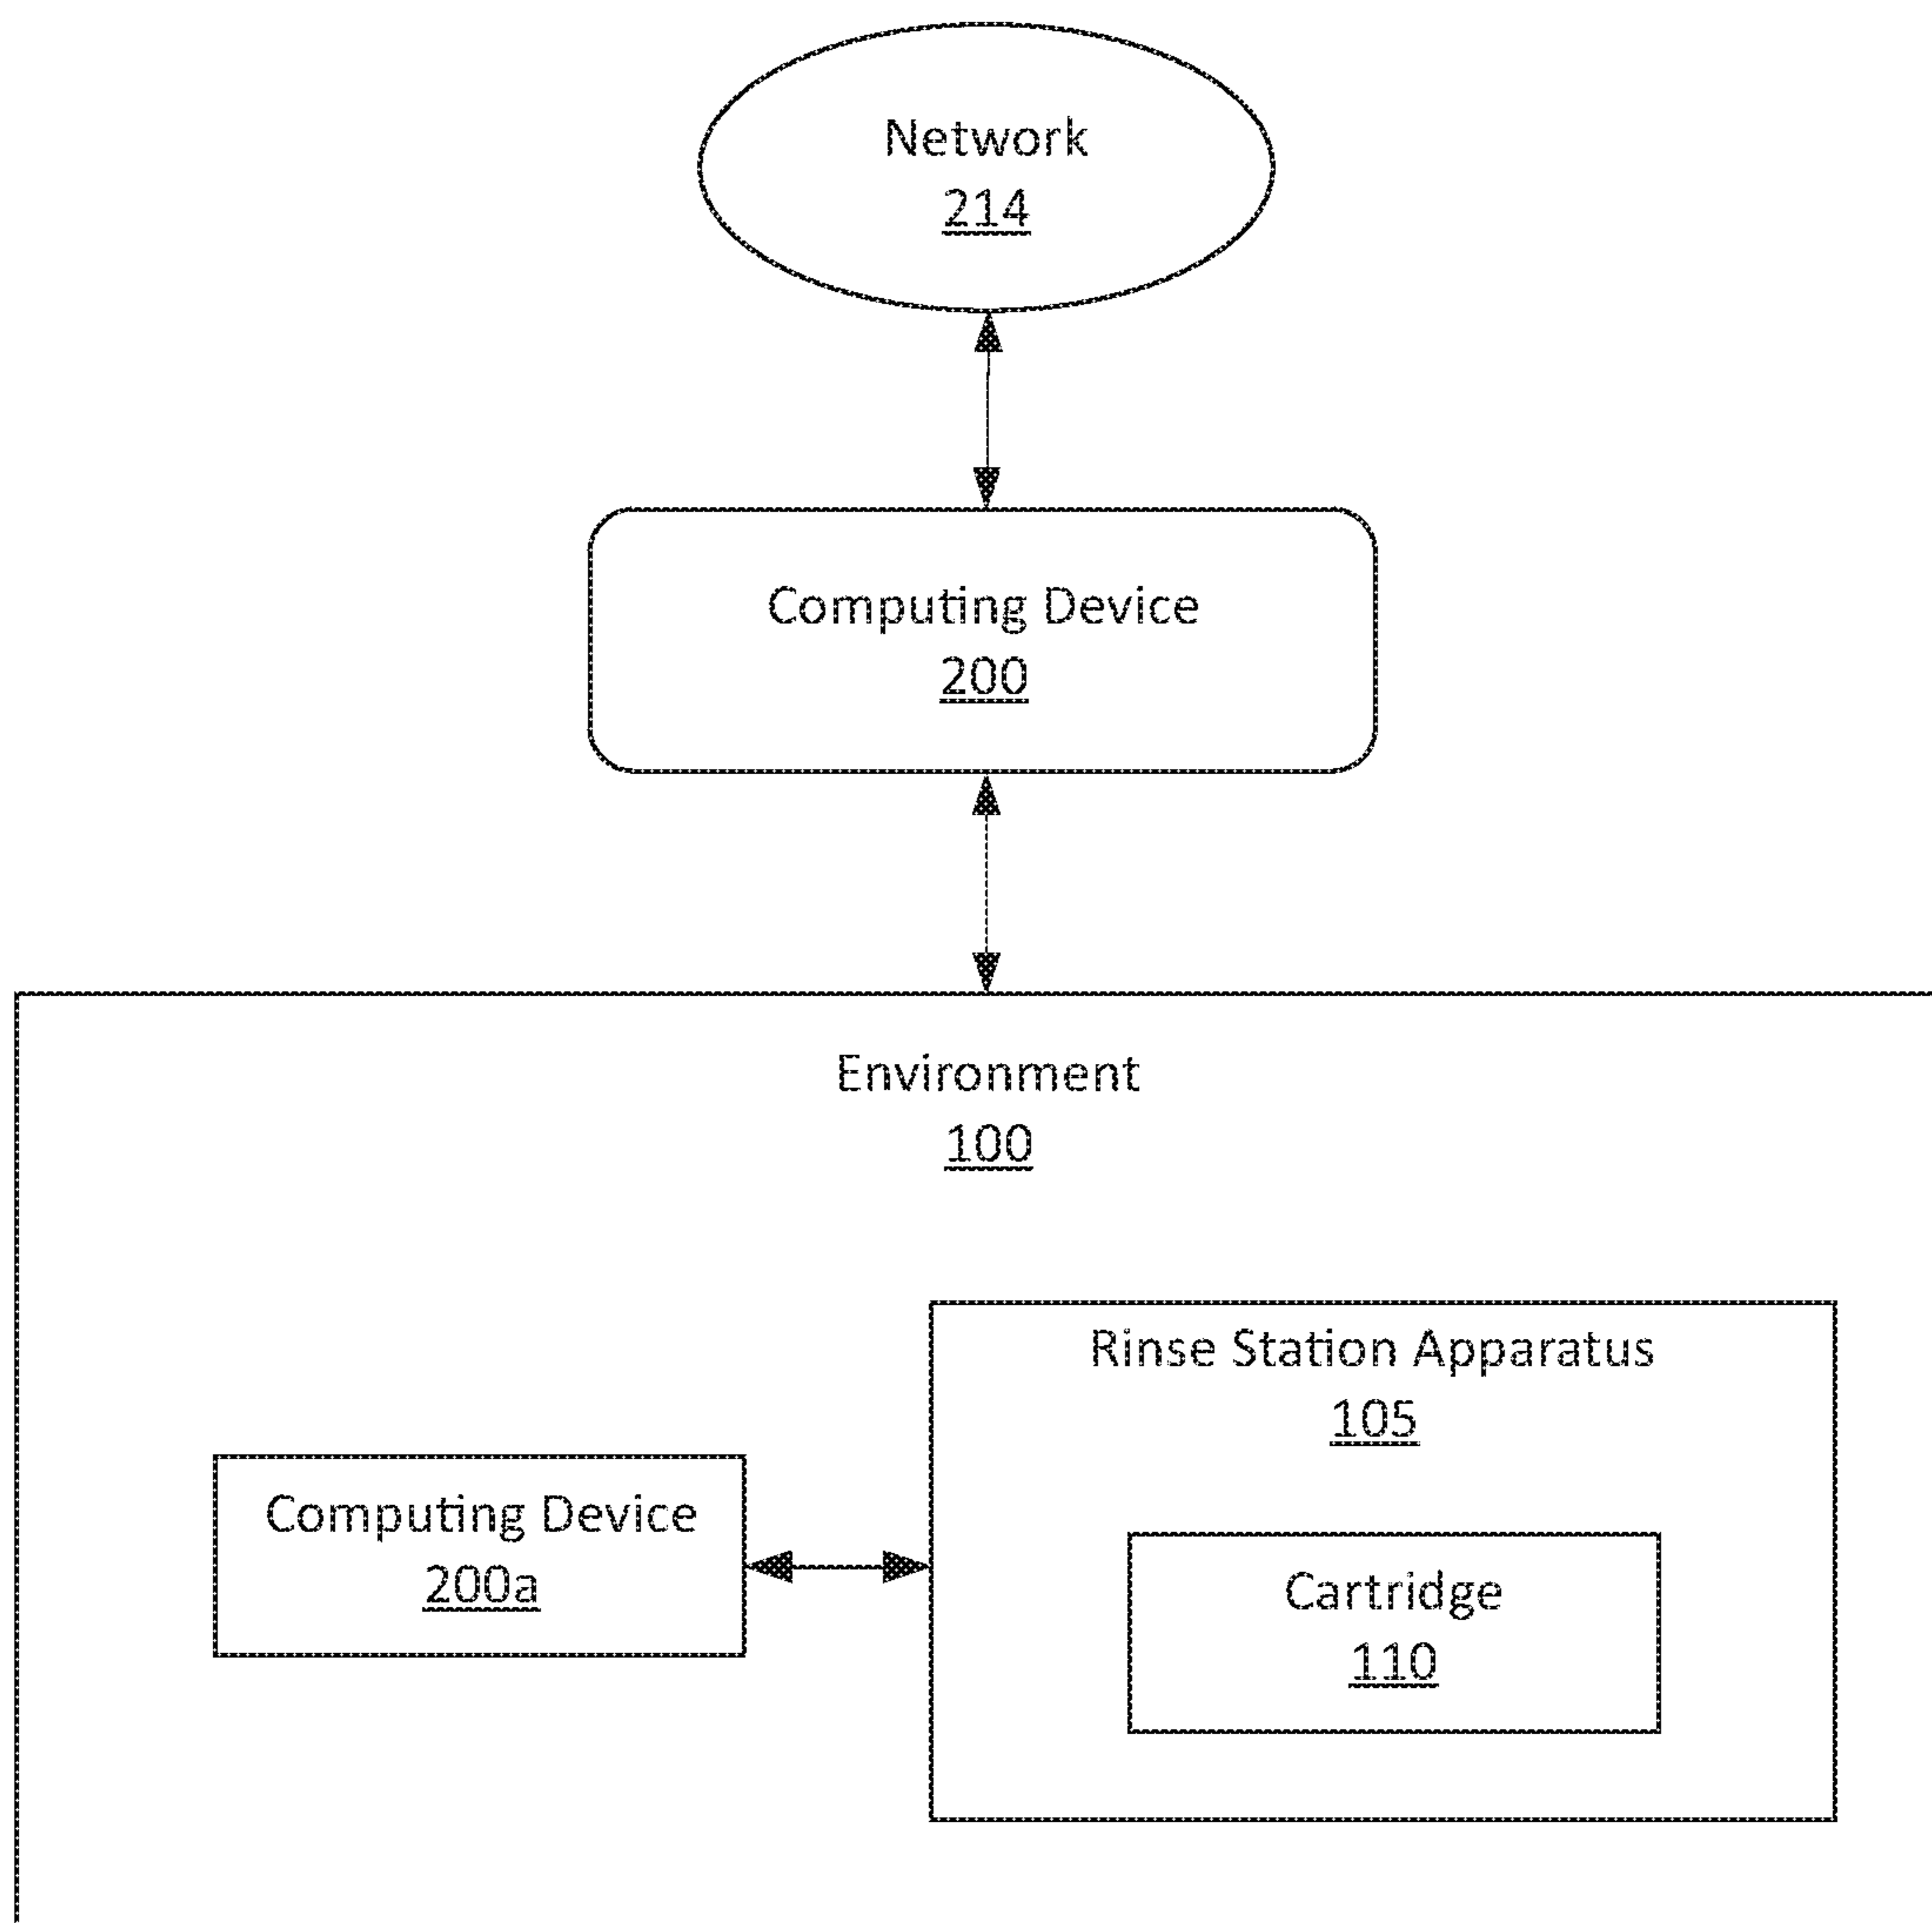 Network
214
Computing Device
200
Environment
100
Rinse Station Apparatus
105
Computing Device
200a
Cartridge
110